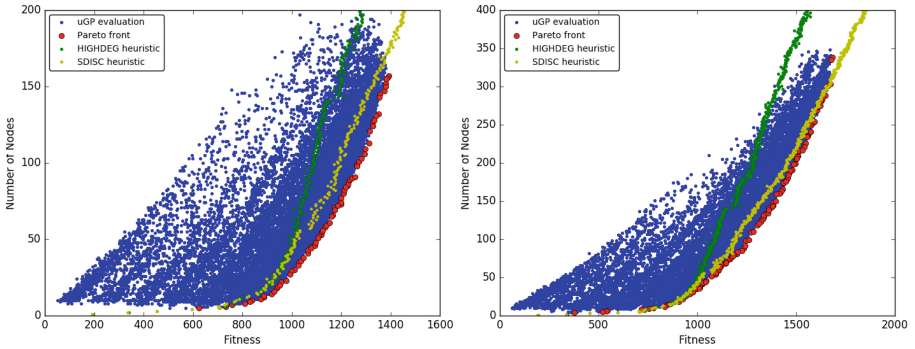 200
150
100
50
0
Number of Nodes
uGP evaluation
Pareto front
HIGHDEG heuristic
SDISC heuristic
0 200 400 600 800 1000 1200 1400 1600
Fitness
400
350
300
250
200
150
100
50
0
Number of Nodes
uGP evaluation
Pareto front
HIGHDEG heuristic
SDISC heuristic
0 500 1000 1500 2000
Fitness